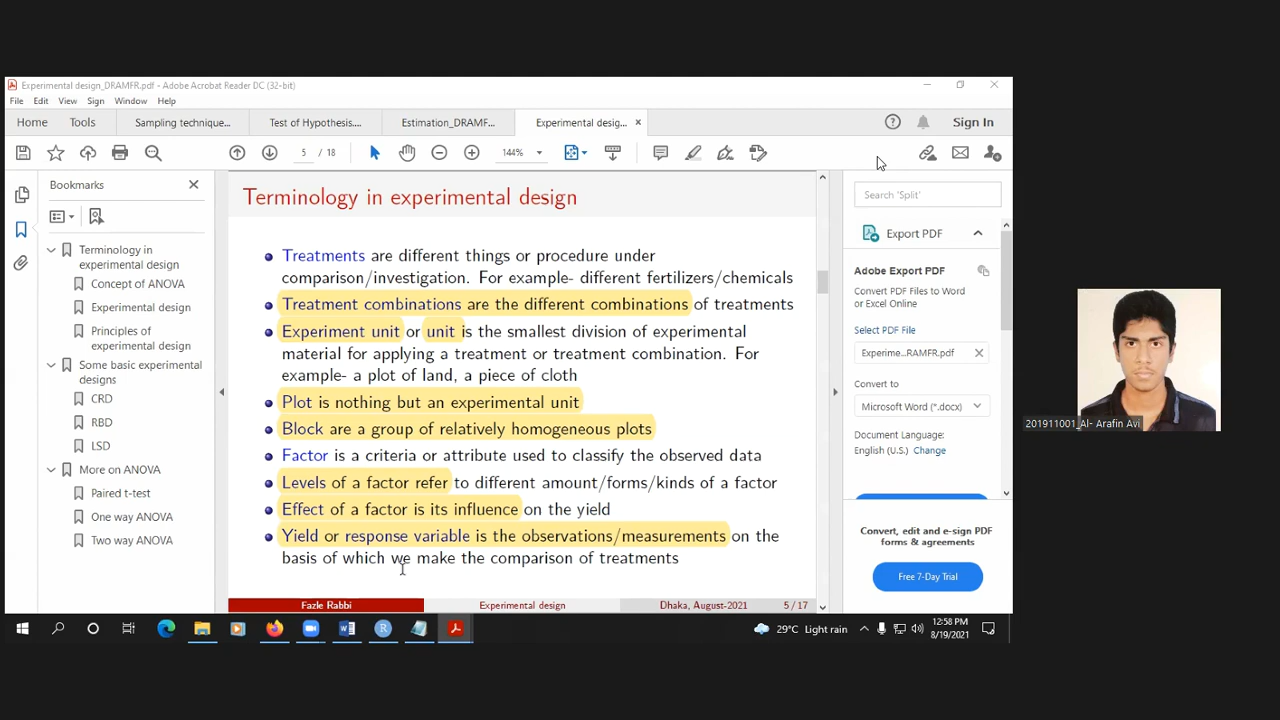 Experimental design_DRAMFR.pdf - Adobe Acrobat Reader DC (32-bit)
File Edit View Sign Window Help
Home Tools Sampling technique... Test of Hypothesis.... Estimation_DRAMF... Experimental desig... × Sign In
5 / 18 144%
Bookmarks
Terminology in
experimental design
Concept of ANOVA
Experimental design
Principles of
experimental design
Some basic experimental
designs
CRD
RBD
LSD
More on ANOVA
Paired t-test
One way ANOVA
Two way ANOVA
Terminology in experimental design
Treatments are different things or procedure under
comparison/investigation. For example- different fertilizers/chemicals
Treatment combinations are the different combinations of treatments
Experiment unit or unit is the smallest division of experimental
material for applying a treatment or treatment combination. For
example- a plot of land, a piece of cloth
Plot is nothing but an experimental unit
Block are a group of relatively homogeneous plots
Factor is a criteria or attribute used to classify the observed data
Levels of a factor refer to different amount/forms/kinds of a factor
Effect of a factor is its influence on the yield
Yield or response variable is the observations/measurements on the
basis of which we make the comparison of treatments
Fazle Rabbi Experimental design Dhaka, August-2021 5 / 17
Search 'Split'
Export PDF
Adobe Export PDF
Convert PDF Files to Word
or Excel Online
Select PDF File
Experime...RAMFR.pdf ×
Convert to
Microsoft Word (*.docx)
Document Language:
English (U.S.) Change
Convert, edit and e-sign PDF
forms & agreements
Free 7-Day Trial
29°C Light rain 12:58 PM
8/19/2021
201911001_Al- Arafin Avi